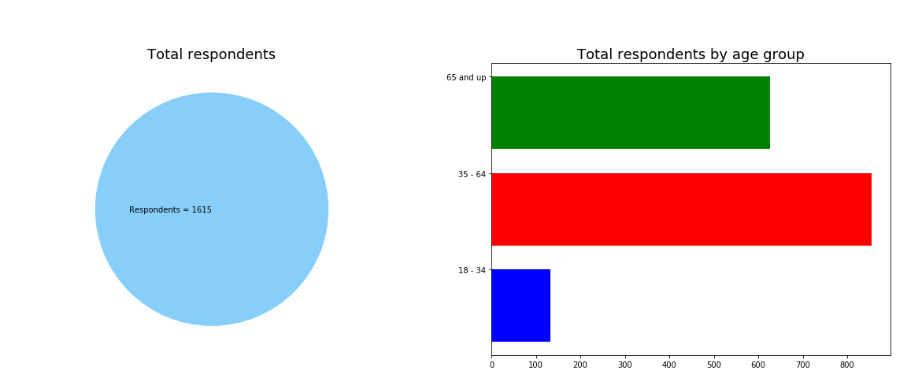 Total respondents
Respondents = 1615
Total respondents by age group
65 and up
35 - 64
18 - 34
0 100 200 300 400 500 600 700 800